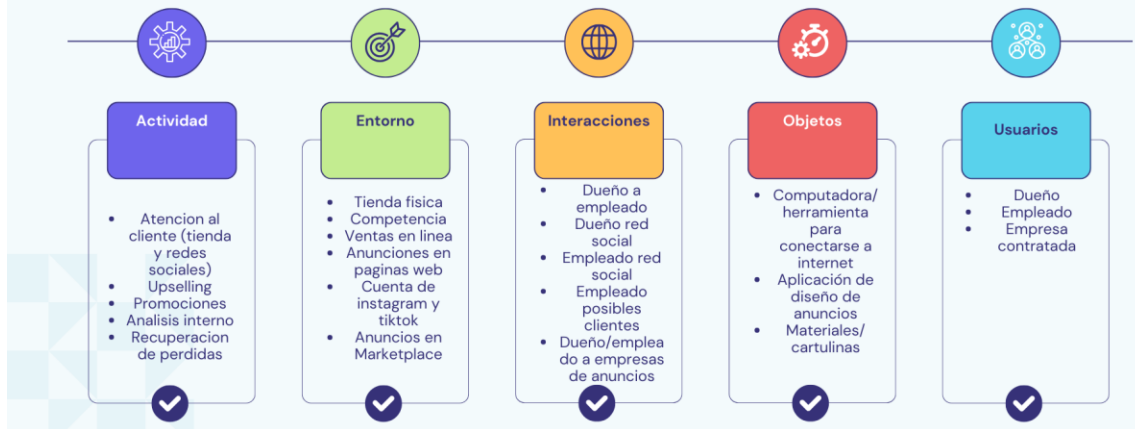 Actividad
Atencion al
cliente (tienda
y redes
sociales)
Upselling
Promociones
Analisis interno
Recuperacion
de perdidas
Entorno
Tienda fisica
Competencia
Ventas en linea
Anunciones en
paginas web
Cuenta de
instagram y
tiktok
Anuncios en
Marketplace
Interacciones
Dueño a
empleado
Dueño red
social
Empleado red
social
Empleado
posibles
clientes
Dueño/emplea
do a empresas
de anuncios
Objetos
Computadora/
herramienta
para
conectarse a
internet
Aplicación de
diseño de
anuncios
Materiales/
cartulinas
Usuarios
Dueño
Empleado
Empresa
contratada